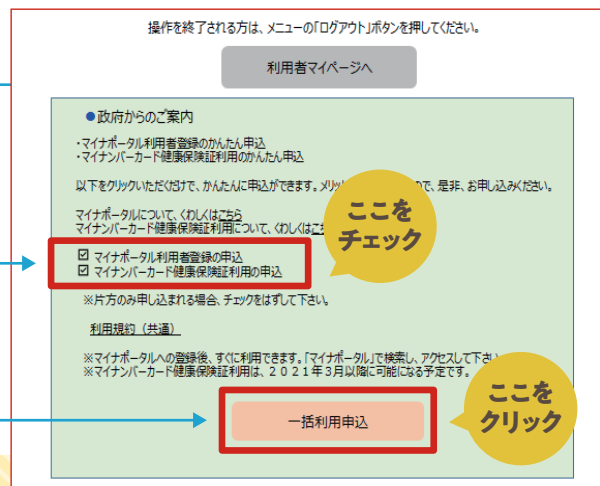 操作を終了される方は、メニューの「ログアウト」ボタンを押してください。
利用者マイページへ
●政府からのご案内
・マイナポータル利用者登録のかんたん申込
・マイナンバーカード健康保険証利用のかんたん申込
以下をクリックいただくだけで、かんたんに申込ができます。メリッ ので、是非、お申し込みください。
マイナポータルについて、くわしくはこちら
マイナンバーカード健康保険証利用について、くわしくはこち
ここを
チェック
☑ マイナポータル利用者登録の申込
☑ マイナンバーカード健康保険証利用の申込
※片方のみ申し込まれる場合、チェックをはずして下さい。
利用規約（共通）
※マイナポータルへの登録後、すぐに利用できます。「マイナポータル」で検索し、アクセスして下さ
※マイナンバーカード健康保険証利用は、２０２１年３月以降に可能になる予定です。
一括利用申込
ここを
クリック